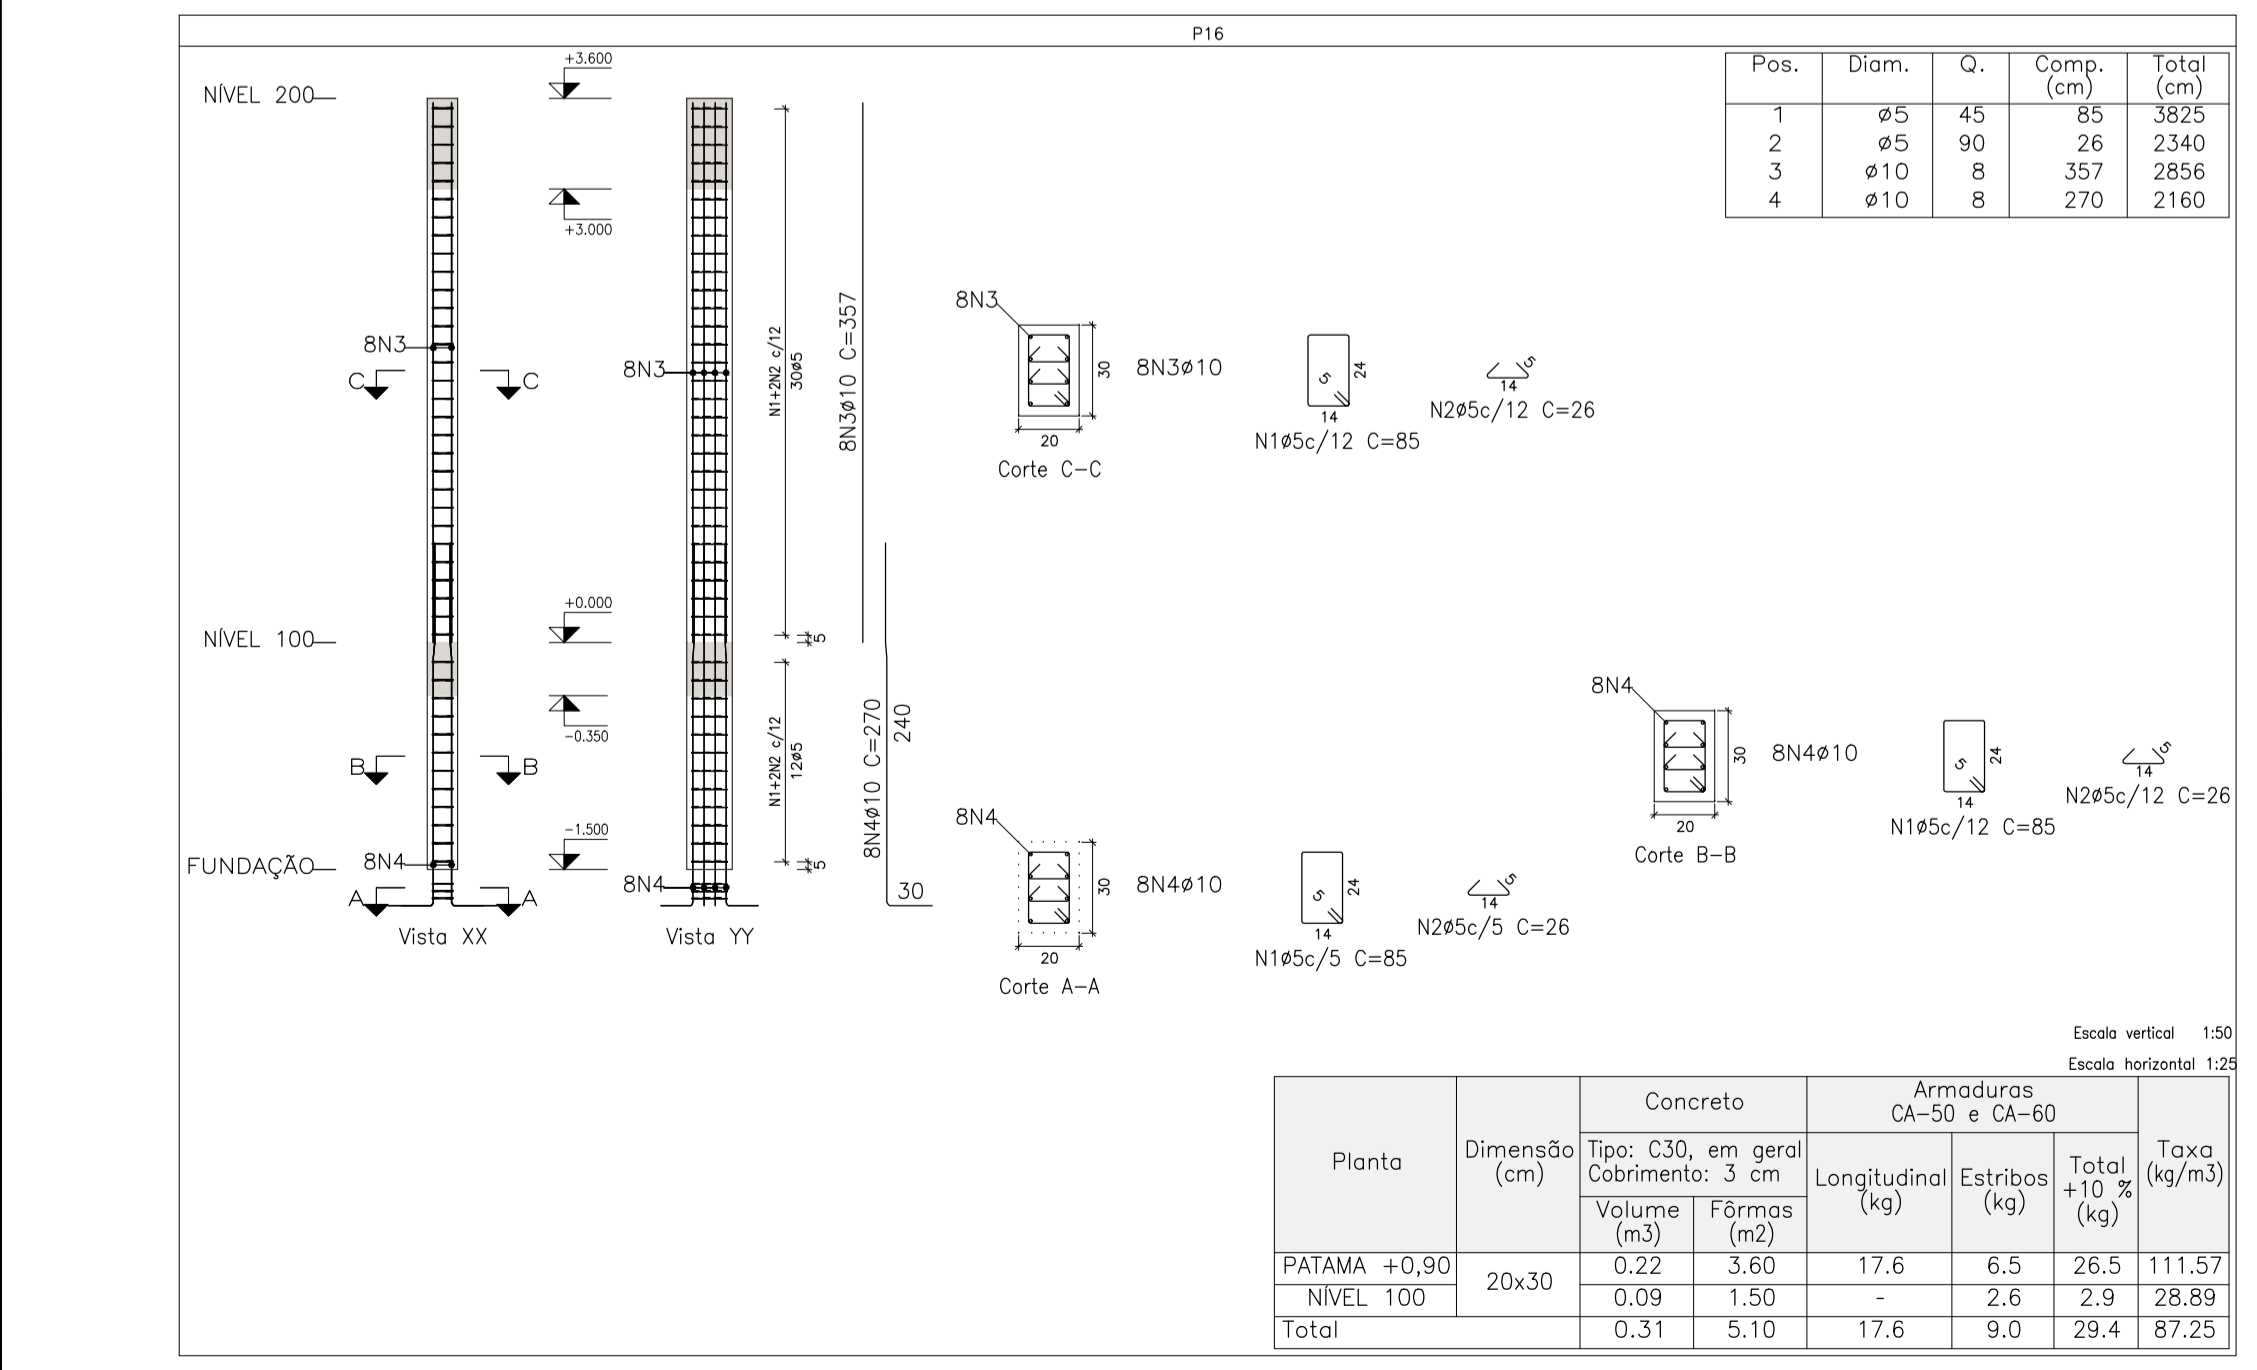 P16
Pos. Diam. Q. Comp. (cm) Total (cm)
1 ø5 45 85 3825
2 ø5 90 26 2340
3 ø10 8 357 2856
4 ø10 8 270 2160
NÍVEL 200
+3.600
+3.000
8N3
C C
8N3
N1+2N2 c/12
30ø5
8N3ø10 C=357
NÍVEL 100
+0.000
5
-0.350
B B
N1+2N2 c/12
12ø5
8N4ø10 C=270
240
-1.500
FUNDAÇÃO
8N4
5
8N4
A A
30
Vista XX
Vista YY
8N3
30
8N3ø10
20
Corte C-C
5
24
14
N1ø5c/12 C=85
5
14
N2ø5c/12 C=26
8N4
30
8N4ø10
20
Corte B-B
5
24
14
N1ø5c/12 C=85
5
14
N2ø5c/12 C=26
8N4
30
8N4ø10
20
Corte A-A
5
24
14
N1ø5c/5 C=85
5
14
N2ø5c/5 C=26
Escala vertical 1:50
Escala horizontal 1:25
Planta
Dimensão
(cm)
Concreto
Tipo: C30, em geral
Cobrimento: 3 cm
Volume
(m3)
Fôrmas
(m2)
Armaduras
CA-50 e CA-60
Longitudinal
(kg)
Estribos
(kg)
Total
+10 %
(kg)
Taxa
(kg/m3)
PATAMA +0,90 20x30 0.22 3.60 17.6 6.5 26.5 111.57
NÍVEL 100 0.09 1.50 - 2.6 2.9 28.89
Total 0.31 5.10 17.6 9.0 29.4 87.25